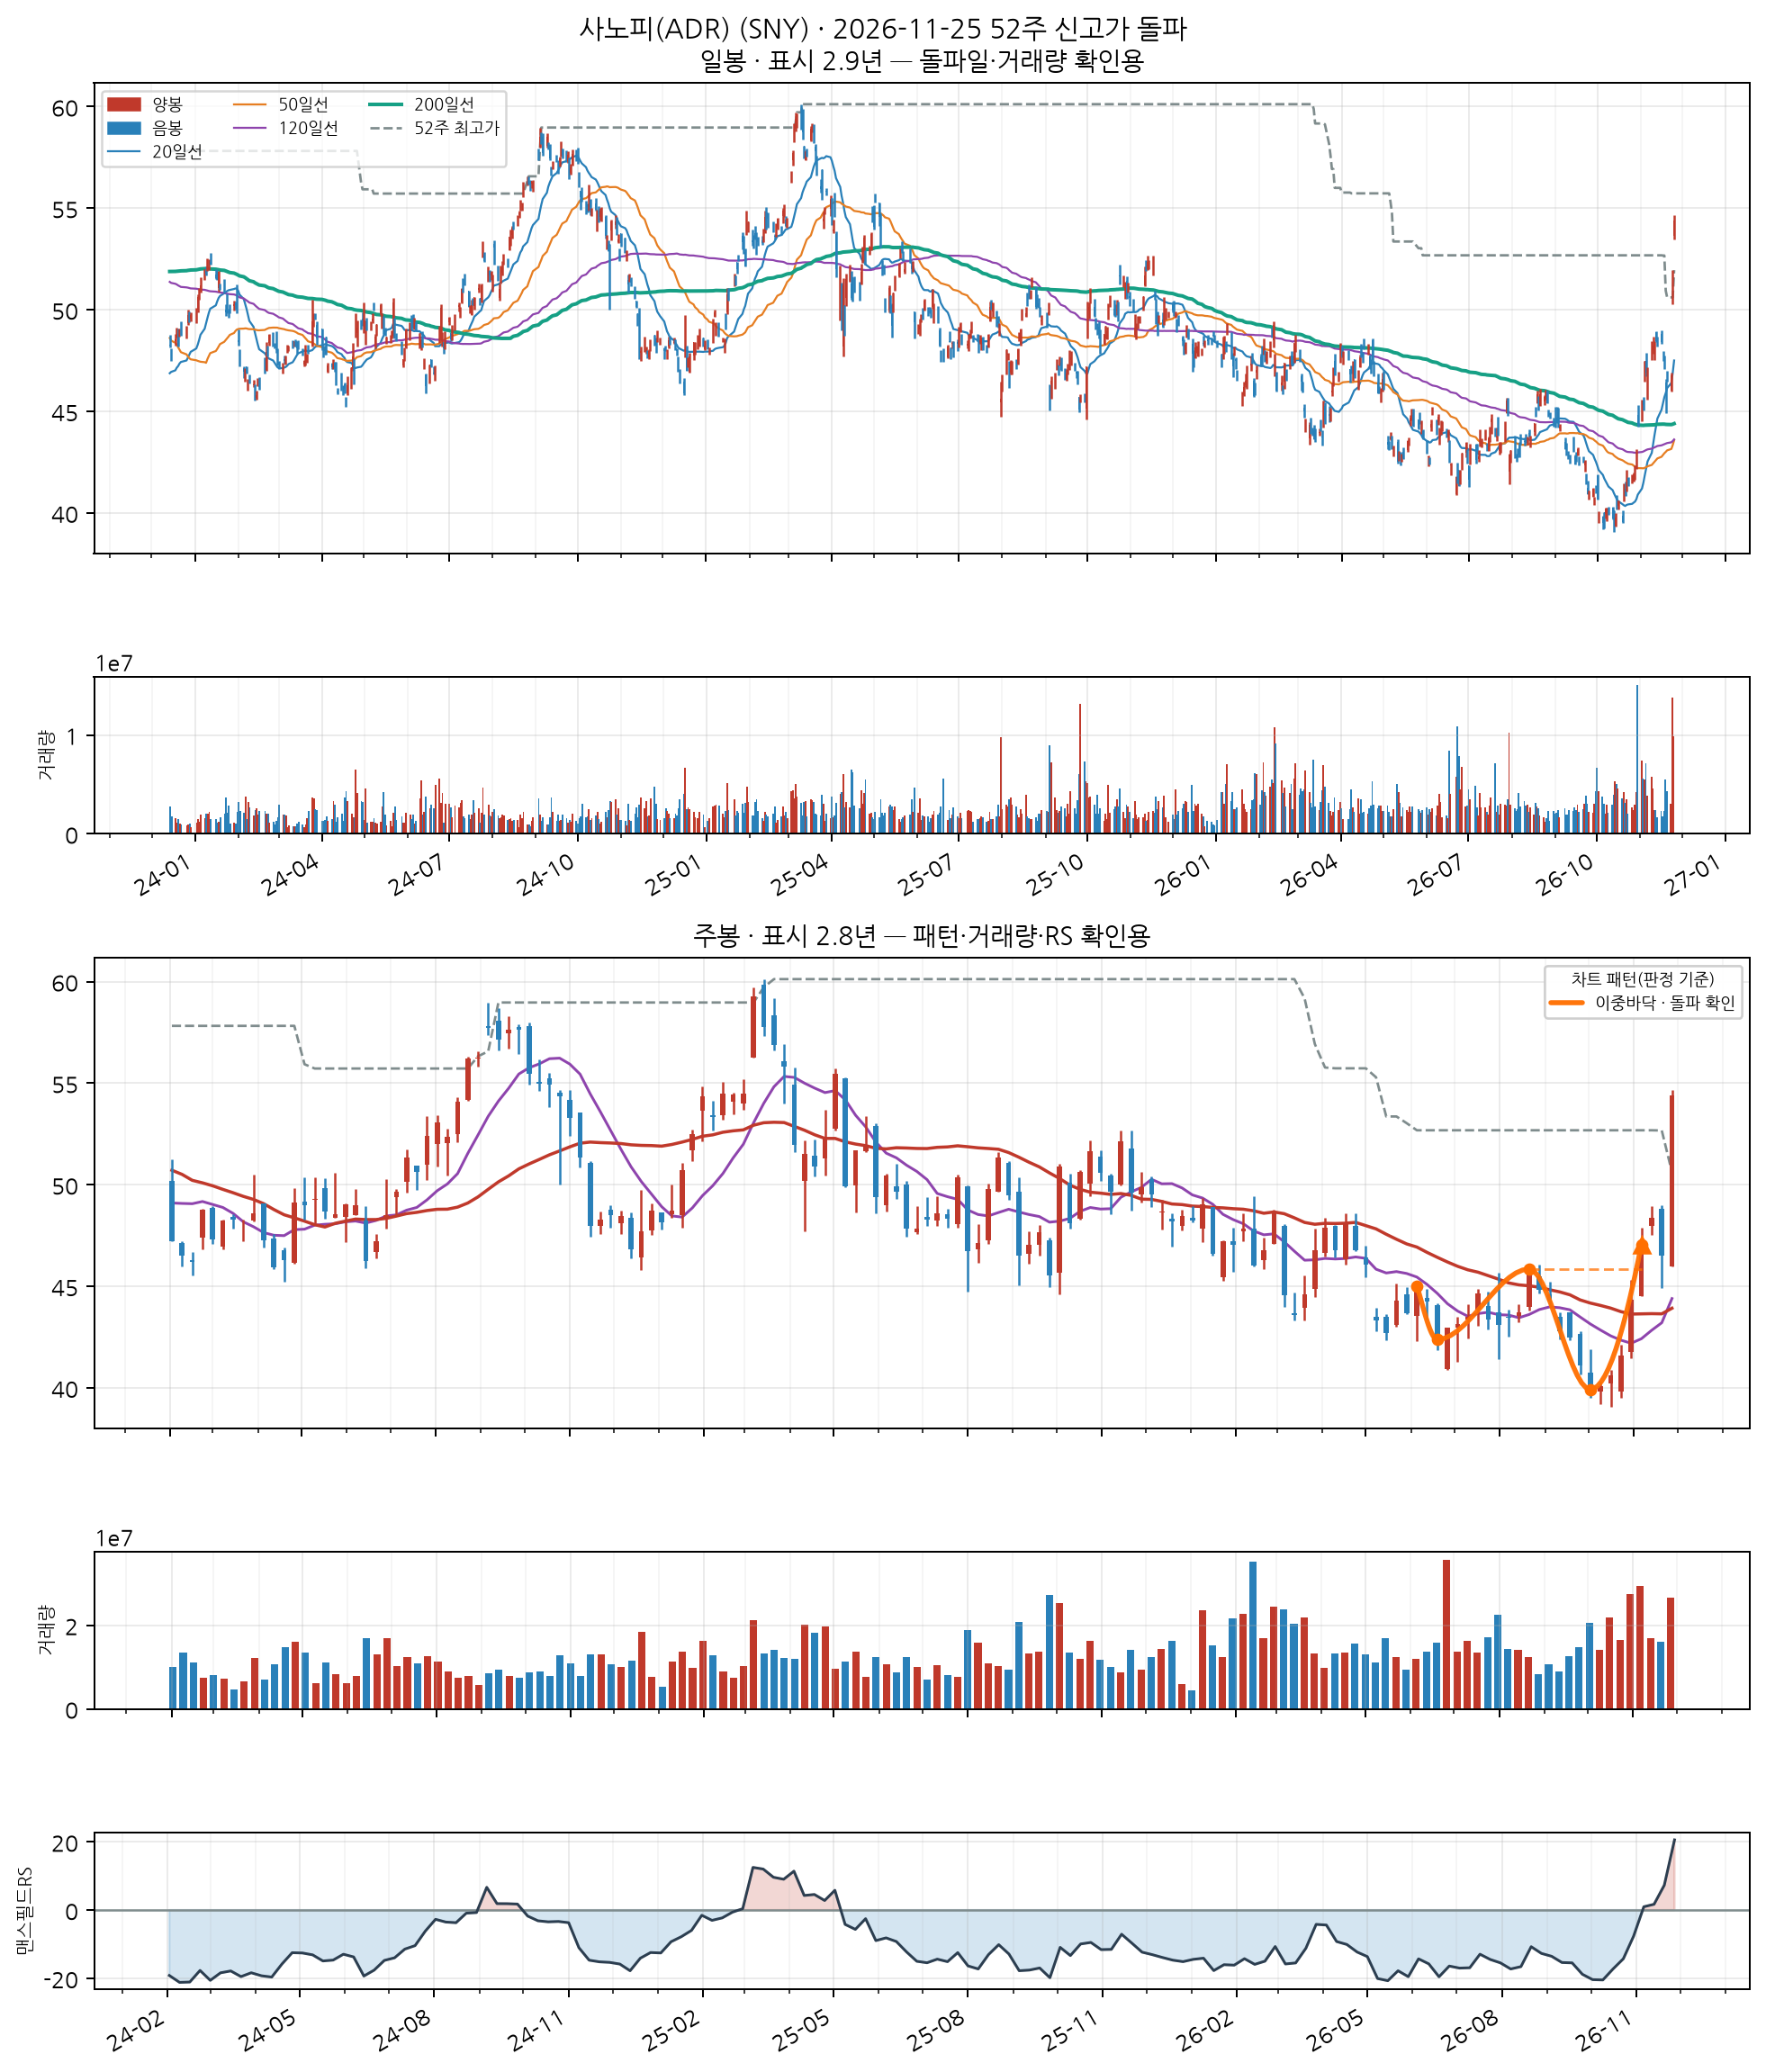 사노피(ADR) (SNY) · 2026-11-25 52주 신고가 돌파
일봉 · 표시 2.9년 — 돌파일·거래량 확인용
양봉
음봉
20일선
50일선
120일선
200일선
52주 최고가
60
55
50
45
40
1e7
거래량
1
0
24-01
24-04
24-07
24-10
25-01
25-04
25-07
25-10
26-01
26-04
26-07
26-10
27-01
주봉 · 표시 2.8년 — 패턴·거래량·RS 확인용
차트 패턴(판정 기준)
이중바닥 · 돌파 확인
60
55
50
45
40
1e7
거래량
2
0
맨스필드RS
20
0
-20
24-02
24-05
24-08
24-11
25-02
25-05
25-08
25-11
26-02
26-05
26-08
26-11